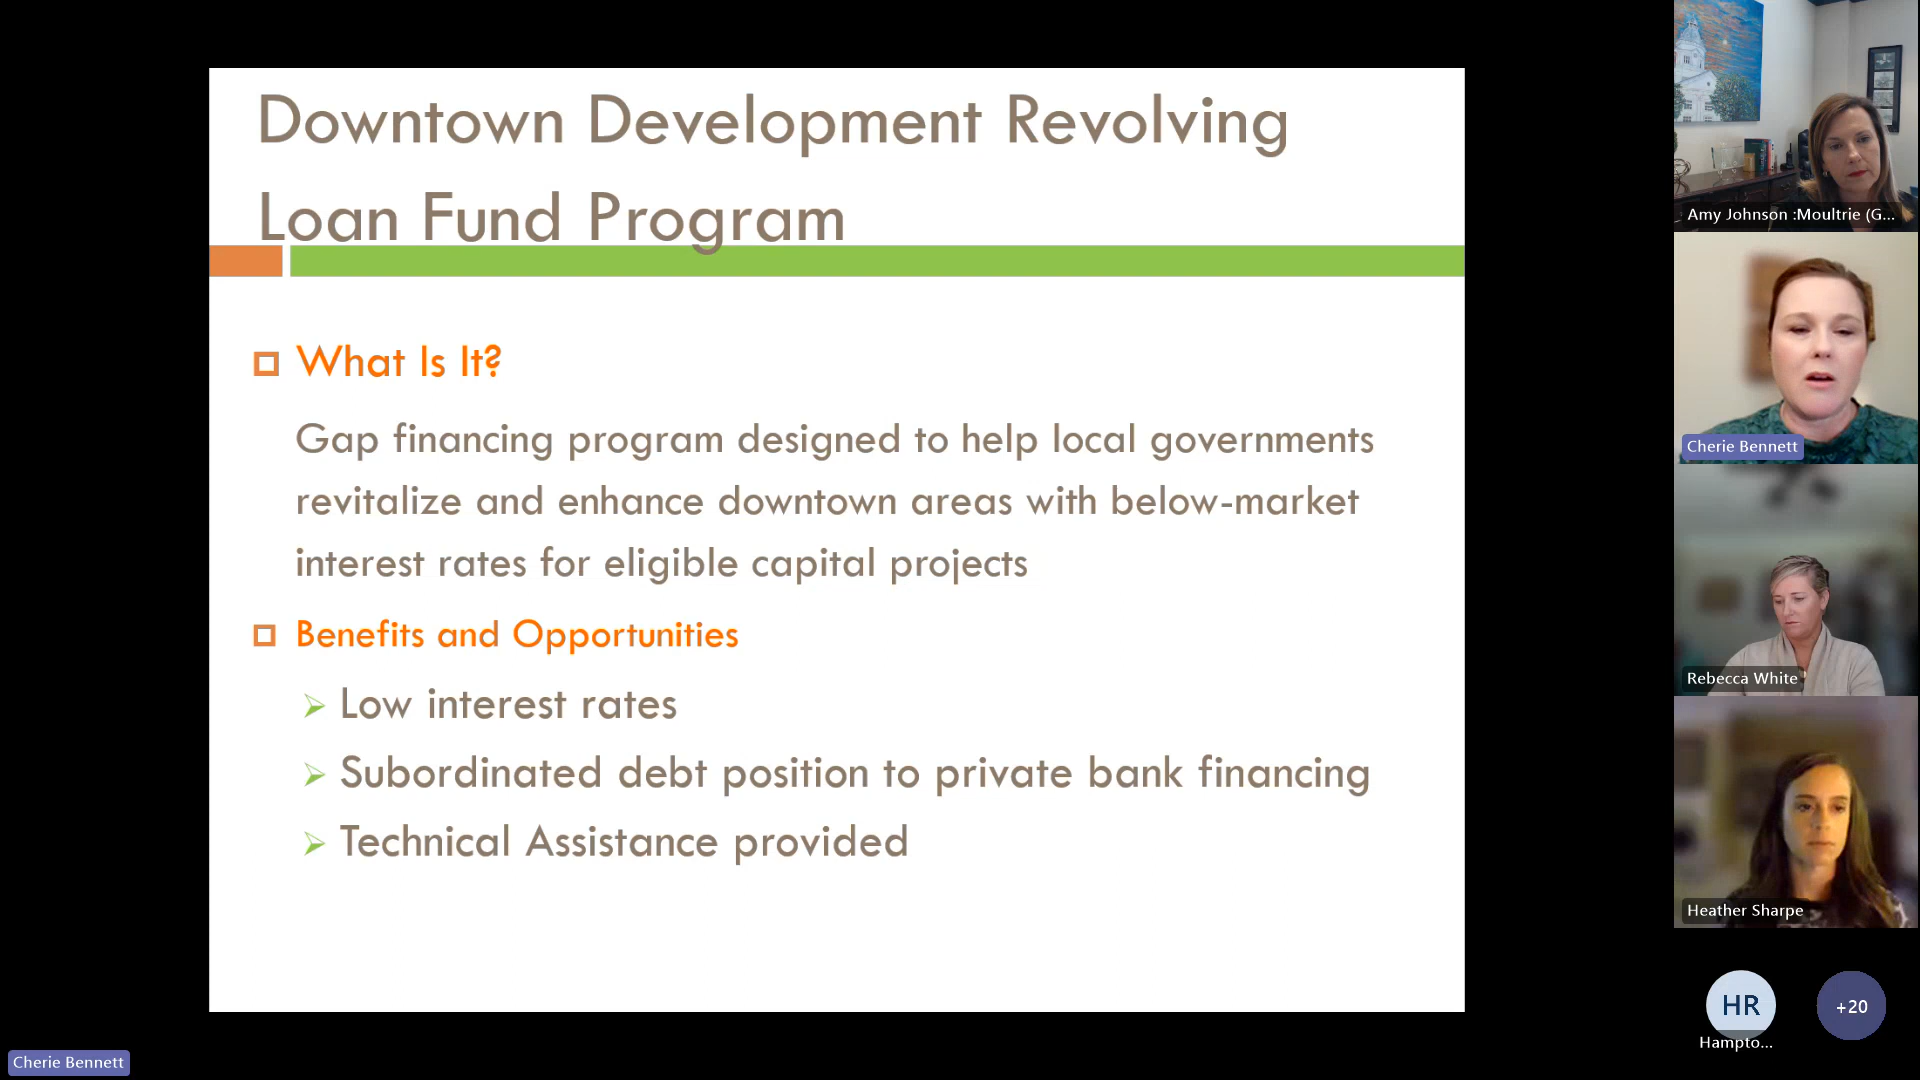 Downtown Development Revolving
Loan Fund Program
What Is It?
Gap financing program designed to help local governments
revitalize and enhance downtown areas with below-market
interest rates for eligible capital projects
Benefits and Opportunities
Low interest rates
Subordinated debt position to private bank financing
Technical Assistance provided
Amy Johnson :Moultrie (G...
Cherie Bennett
Rebecca White
Heather Sharpe
HR
Hampto...
+20
Cherie Bennett